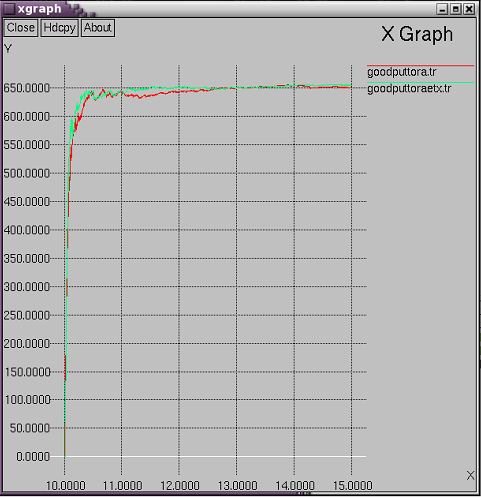 xgraph
Close Hdcpy About
X Graph
Y
goodputtora.tr
goodputtoraetx.tr
650.0000
600.0000
550.0000
500.0000
450.0000
400.0000
350.0000
300.0000
250.0000
200.0000
150.0000
100.0000
50.0000
0.0000
X
10.0000 11.0000 12.0000 13.0000 14.0000 15.0000